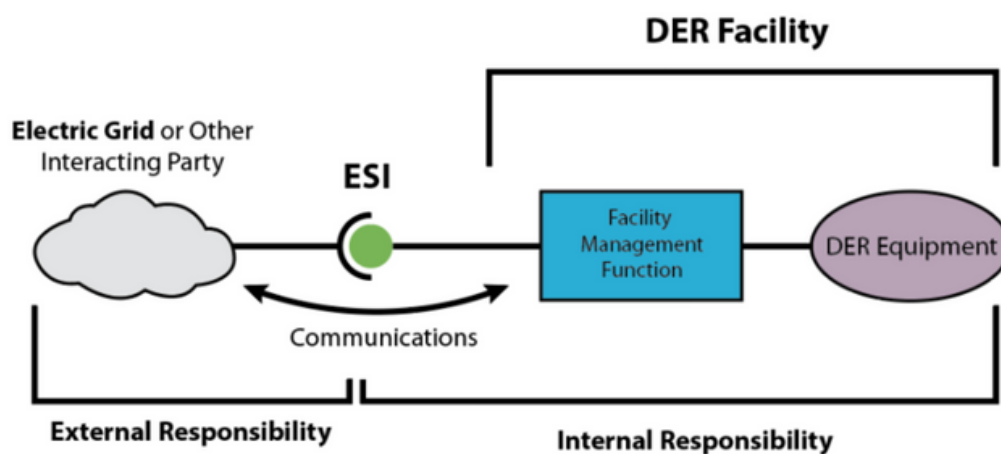 DER Facility
Electric Grid or Other
Interacting Party
ESI
Facility
Management
Function
DER Equipment
Communications
External Responsibility
Internal Responsibility